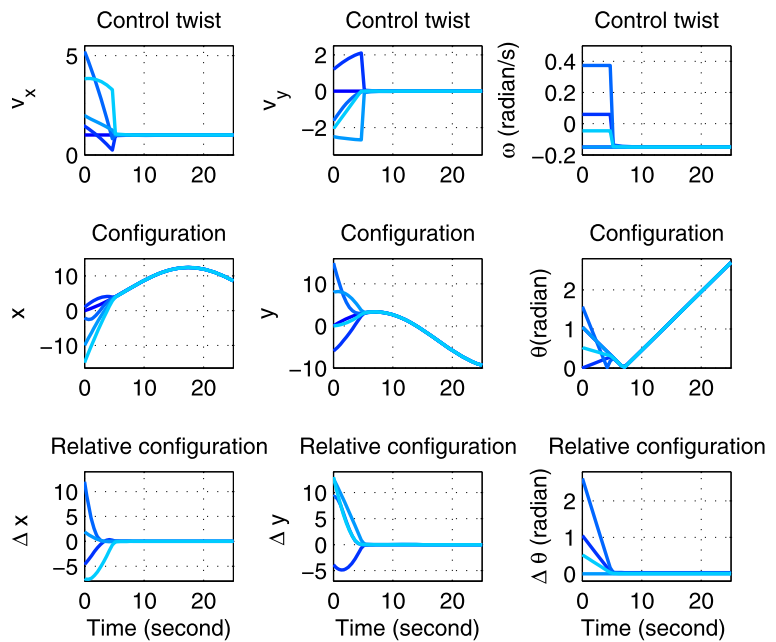 Control twist Control twist Control twist
5
0
v_x
0 10 20
2
0
−2
v_y
0 10 20
0.4
0.2
0
−0.2
ω (radian/s)
0 10 20
Configuration Configuration Configuration
10
0
−10
x
0 10 20
10
0
−10
y
0 10 20
2
1
0
θ(radian)
0 10 20
Relative configuration Relative configuration Relative configuration
10
5
0
−5
Δ x
0 10 20
Time (second)
10
5
0
−5
Δ y
0 10 20
Time (second)
2
1
0
Δ θ (radian)
0 10 20
Time (second)